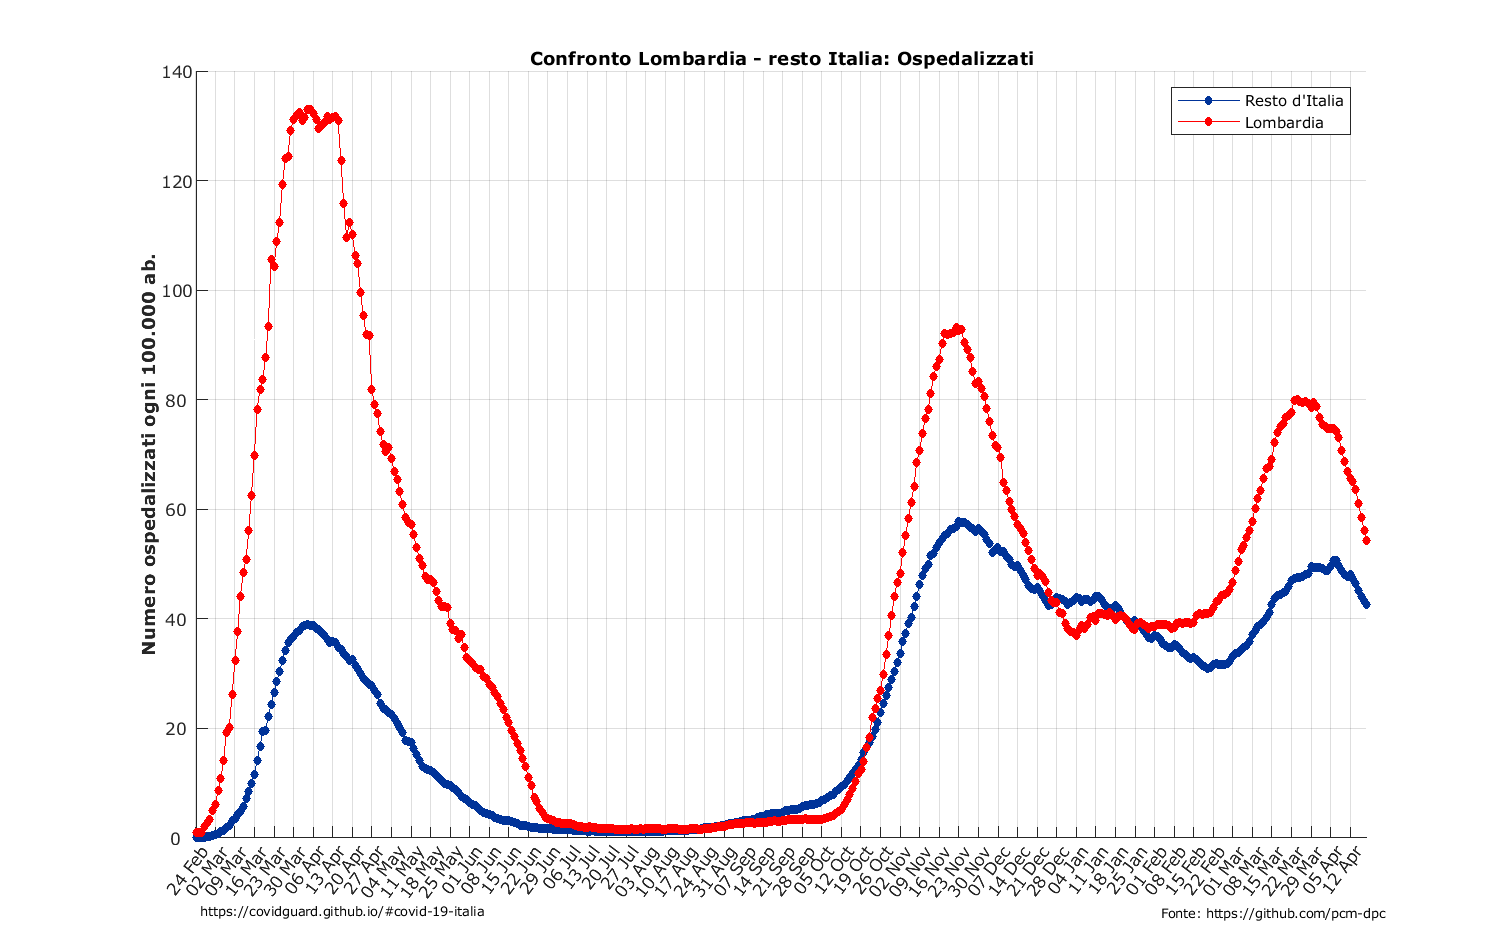 Confronto Lombardia - resto Italia: Ospedalizzati
140
120
100
80
60
40
20
0
Numero ospedalizzati ogni 100.000 ab.
Resto d'Italia
Lombardia
24 Feb
02 Mar
09 Mar
16 Mar
23 Mar
30 Mar
06 Apr
13 Apr
20 Apr
27 Apr
04 May
11 May
18 May
25 May
01 Jun
08 Jun
15 Jun
22 Jun
29 Jun
06 Jul
13 Jul
20 Jul
27 Jul
03 Aug
10 Aug
17 Aug
24 Aug
31 Aug
07 Sep
14 Sep
21 Sep
28 Sep
05 Oct
12 Oct
19 Oct
26 Oct
02 Nov
09 Nov
16 Nov
23 Nov
30 Nov
07 Dec
14 Dec
21 Dec
28 Dec
04 Jan
11 Jan
18 Jan
25 Jan
01 Feb
08 Feb
15 Feb
22 Feb
01 Mar
08 Mar
15 Mar
22 Mar
29 Mar
05 Apr
12 Apr
https://covidguard.github.io/#covid-19-italia
Fonte: https://github.com/pcm-dpc